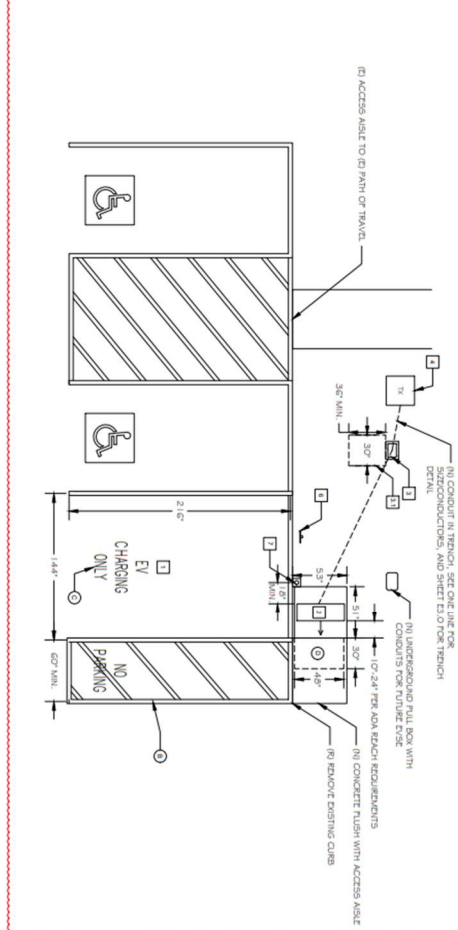 (E) ACCESS AISLE TO (E) PATH OF TRAVEL
4
TX
(N) CONDUIT IN TRENCH, SEE ONE LINE FOR
SIZE/CONDUCTORS, AND SHEET E3.0 FOR TRENCH
DETAIL
3
3.1
36" MIN.
30"
(N) UNDERGROUND PULL BOX WITH
CONDUITS FOR FUTURE EVSE
6
7
53"
18"
MIN.
51"
2
30"
D
48"
10"-24" PER ADA REACH REQUIREMENTS
(N) CONCRETE FLUSH WITH ACCESS AISLE
(R) REMOVE EXISTING CURB
216"
1
EV
CHARGING
ONLY
C
144"
NO
PARKING
60" MIN.
B